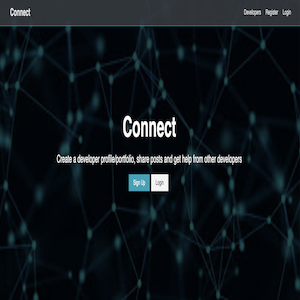 Connect
Developers Register Login
Connect
Create a developer profile/portfolio, share posts and get help from other developers
Sign Up Login